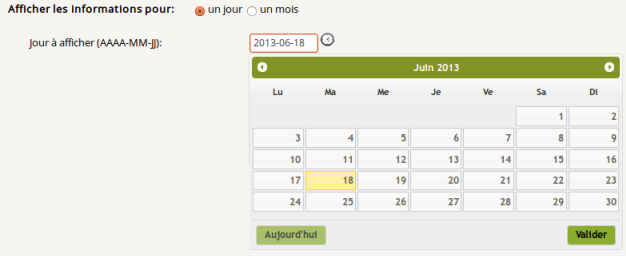 Afficher les informations pour: un jour un mois
Jour à afficher (AAAA-MM-JJ): 2013-06-18
Juin 2013
Lu Ma Me Je Ve Sa Di
1 2
3 4 5 6 7 8 9
10 11 12 13 14 15 16
17 18 19 20 21 22 23
24 25 26 27 28 29 30
Aujourd'hui Valider